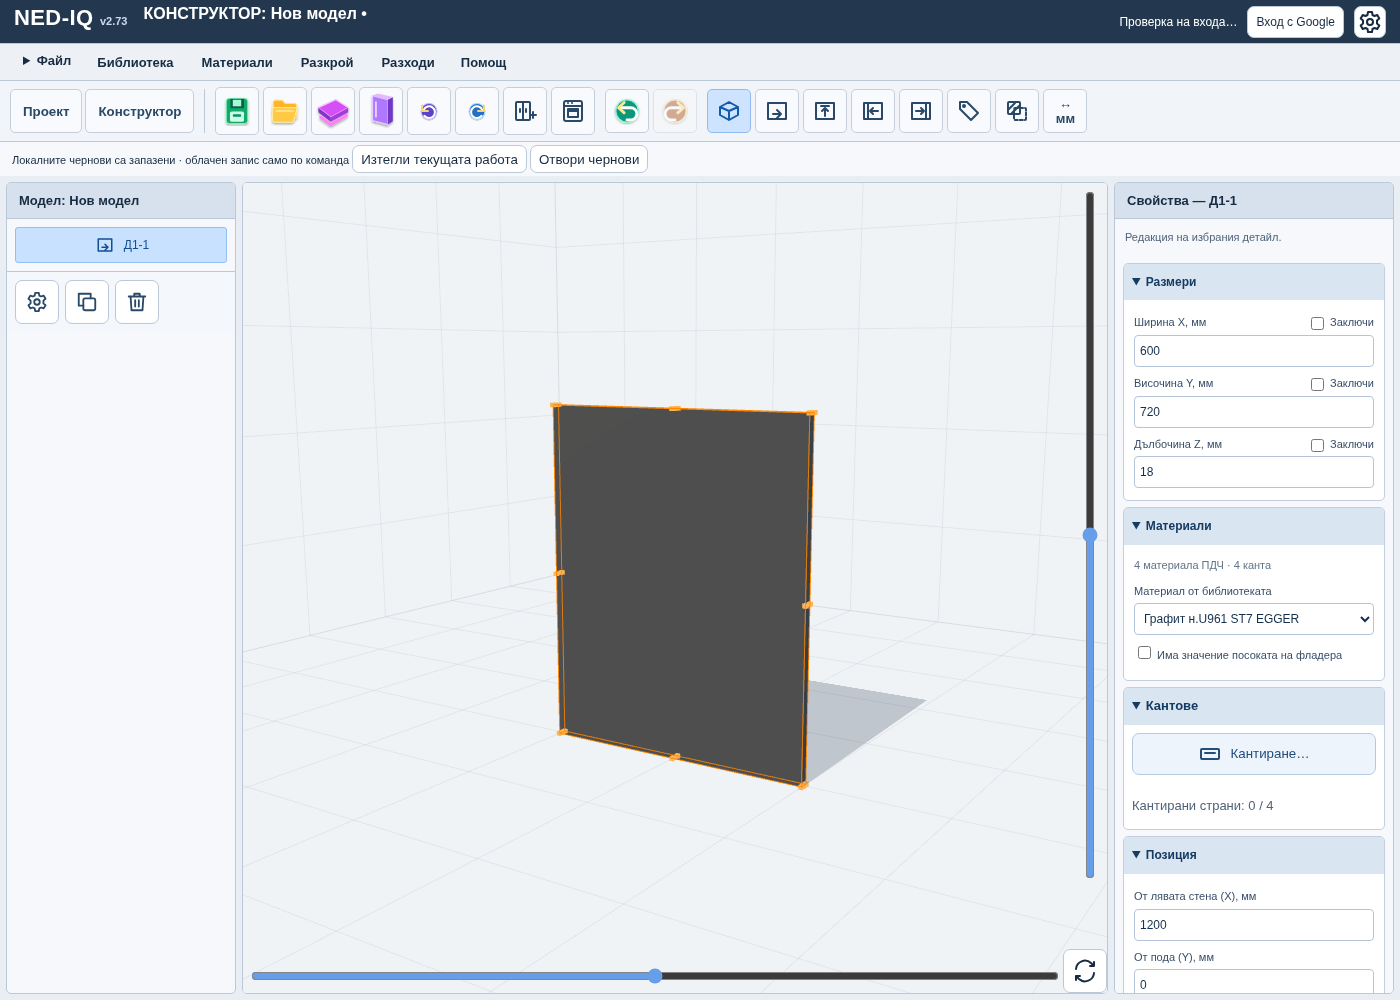 NED-IQ v2.73 КОНСТРУКТОР: Нов модел •
Проверка на входа… Вход с Google
Файл Библиотека Материали Разкрой Разходи Помощ
Проект Конструктор
↔
мм
Локалните чернови са запазени · облачен запис само по команда Изтегли текущата работа Отвори чернови
Модел: Нов модел
Д1-1
Свойства — Д1-1
Редакция на избрания детайл.
Размери
Ширина X, мм Заключи
600
Височина Y, мм Заключи
720
Дълбочина Z, мм Заключи
18
Материали
4 материала ПДЧ · 4 канта
Материал от библиотеката
Графит н.U961 ST7 EGGER
Има значение посоката на фладера
Кантове
Кантиране…
Кантирани страни: 0 / 4
Позиция
От лявата стена (X), мм
1200
От пода (Y), мм
0